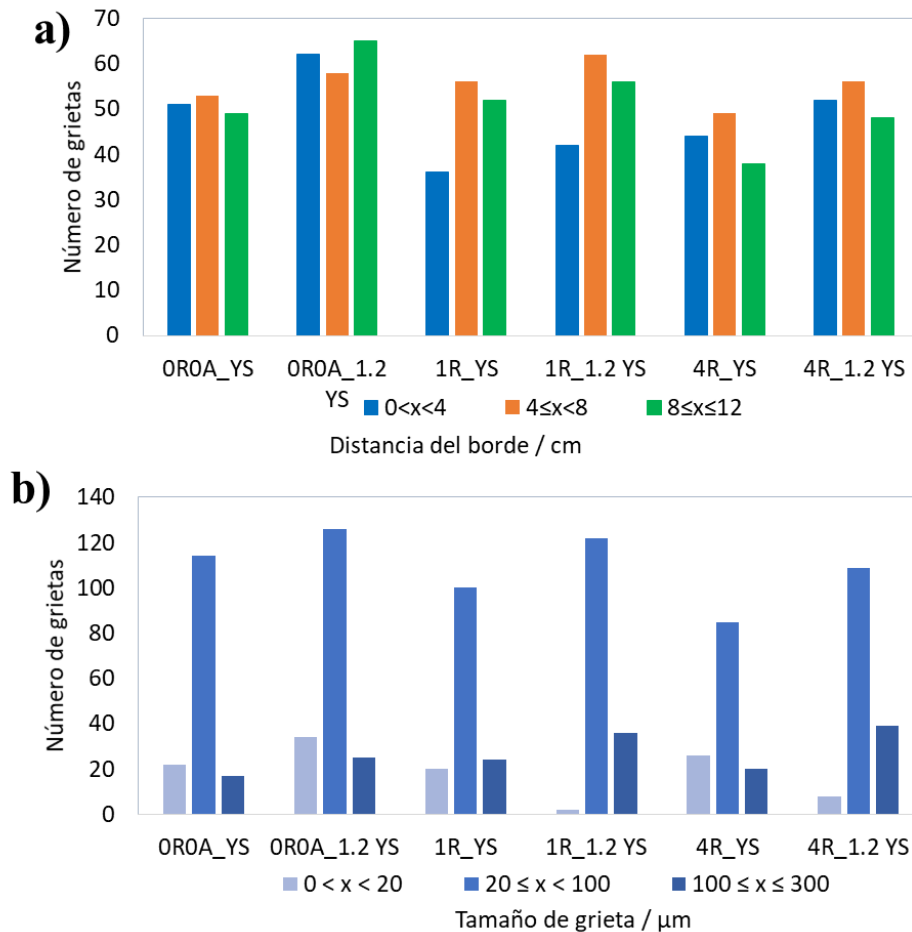 a)
Número de grietas
70
60
50
40
30
20
10
0
0R0A_YS 0R0A_1.2 YS 1R_YS 1R_1.2 YS 4R_YS 4R_1.2 YS
0<x<4 4≤x<8 8≤x≤12
Distancia del borde / cm
b)
Número de grietas
140
120
100
80
60
40
20
0
0R0A_YS 0R0A_1.2 YS 1R_YS 1R_1.2 YS 4R_YS 4R_1.2 YS
0 < x < 20 20 ≤ x < 100 100 ≤ x ≤ 300
Tamaño de grieta / µm